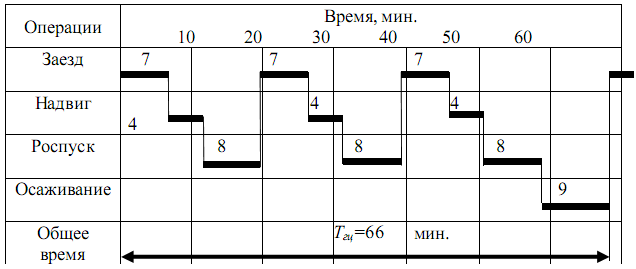 Операции
Время, мин.
10 20 30 40 50 60
Заезд 7 7 7
Надвиг 4 4 4
Роспуск 8 8 8
Осаживание 9
Общее время Tгц=66 мин.